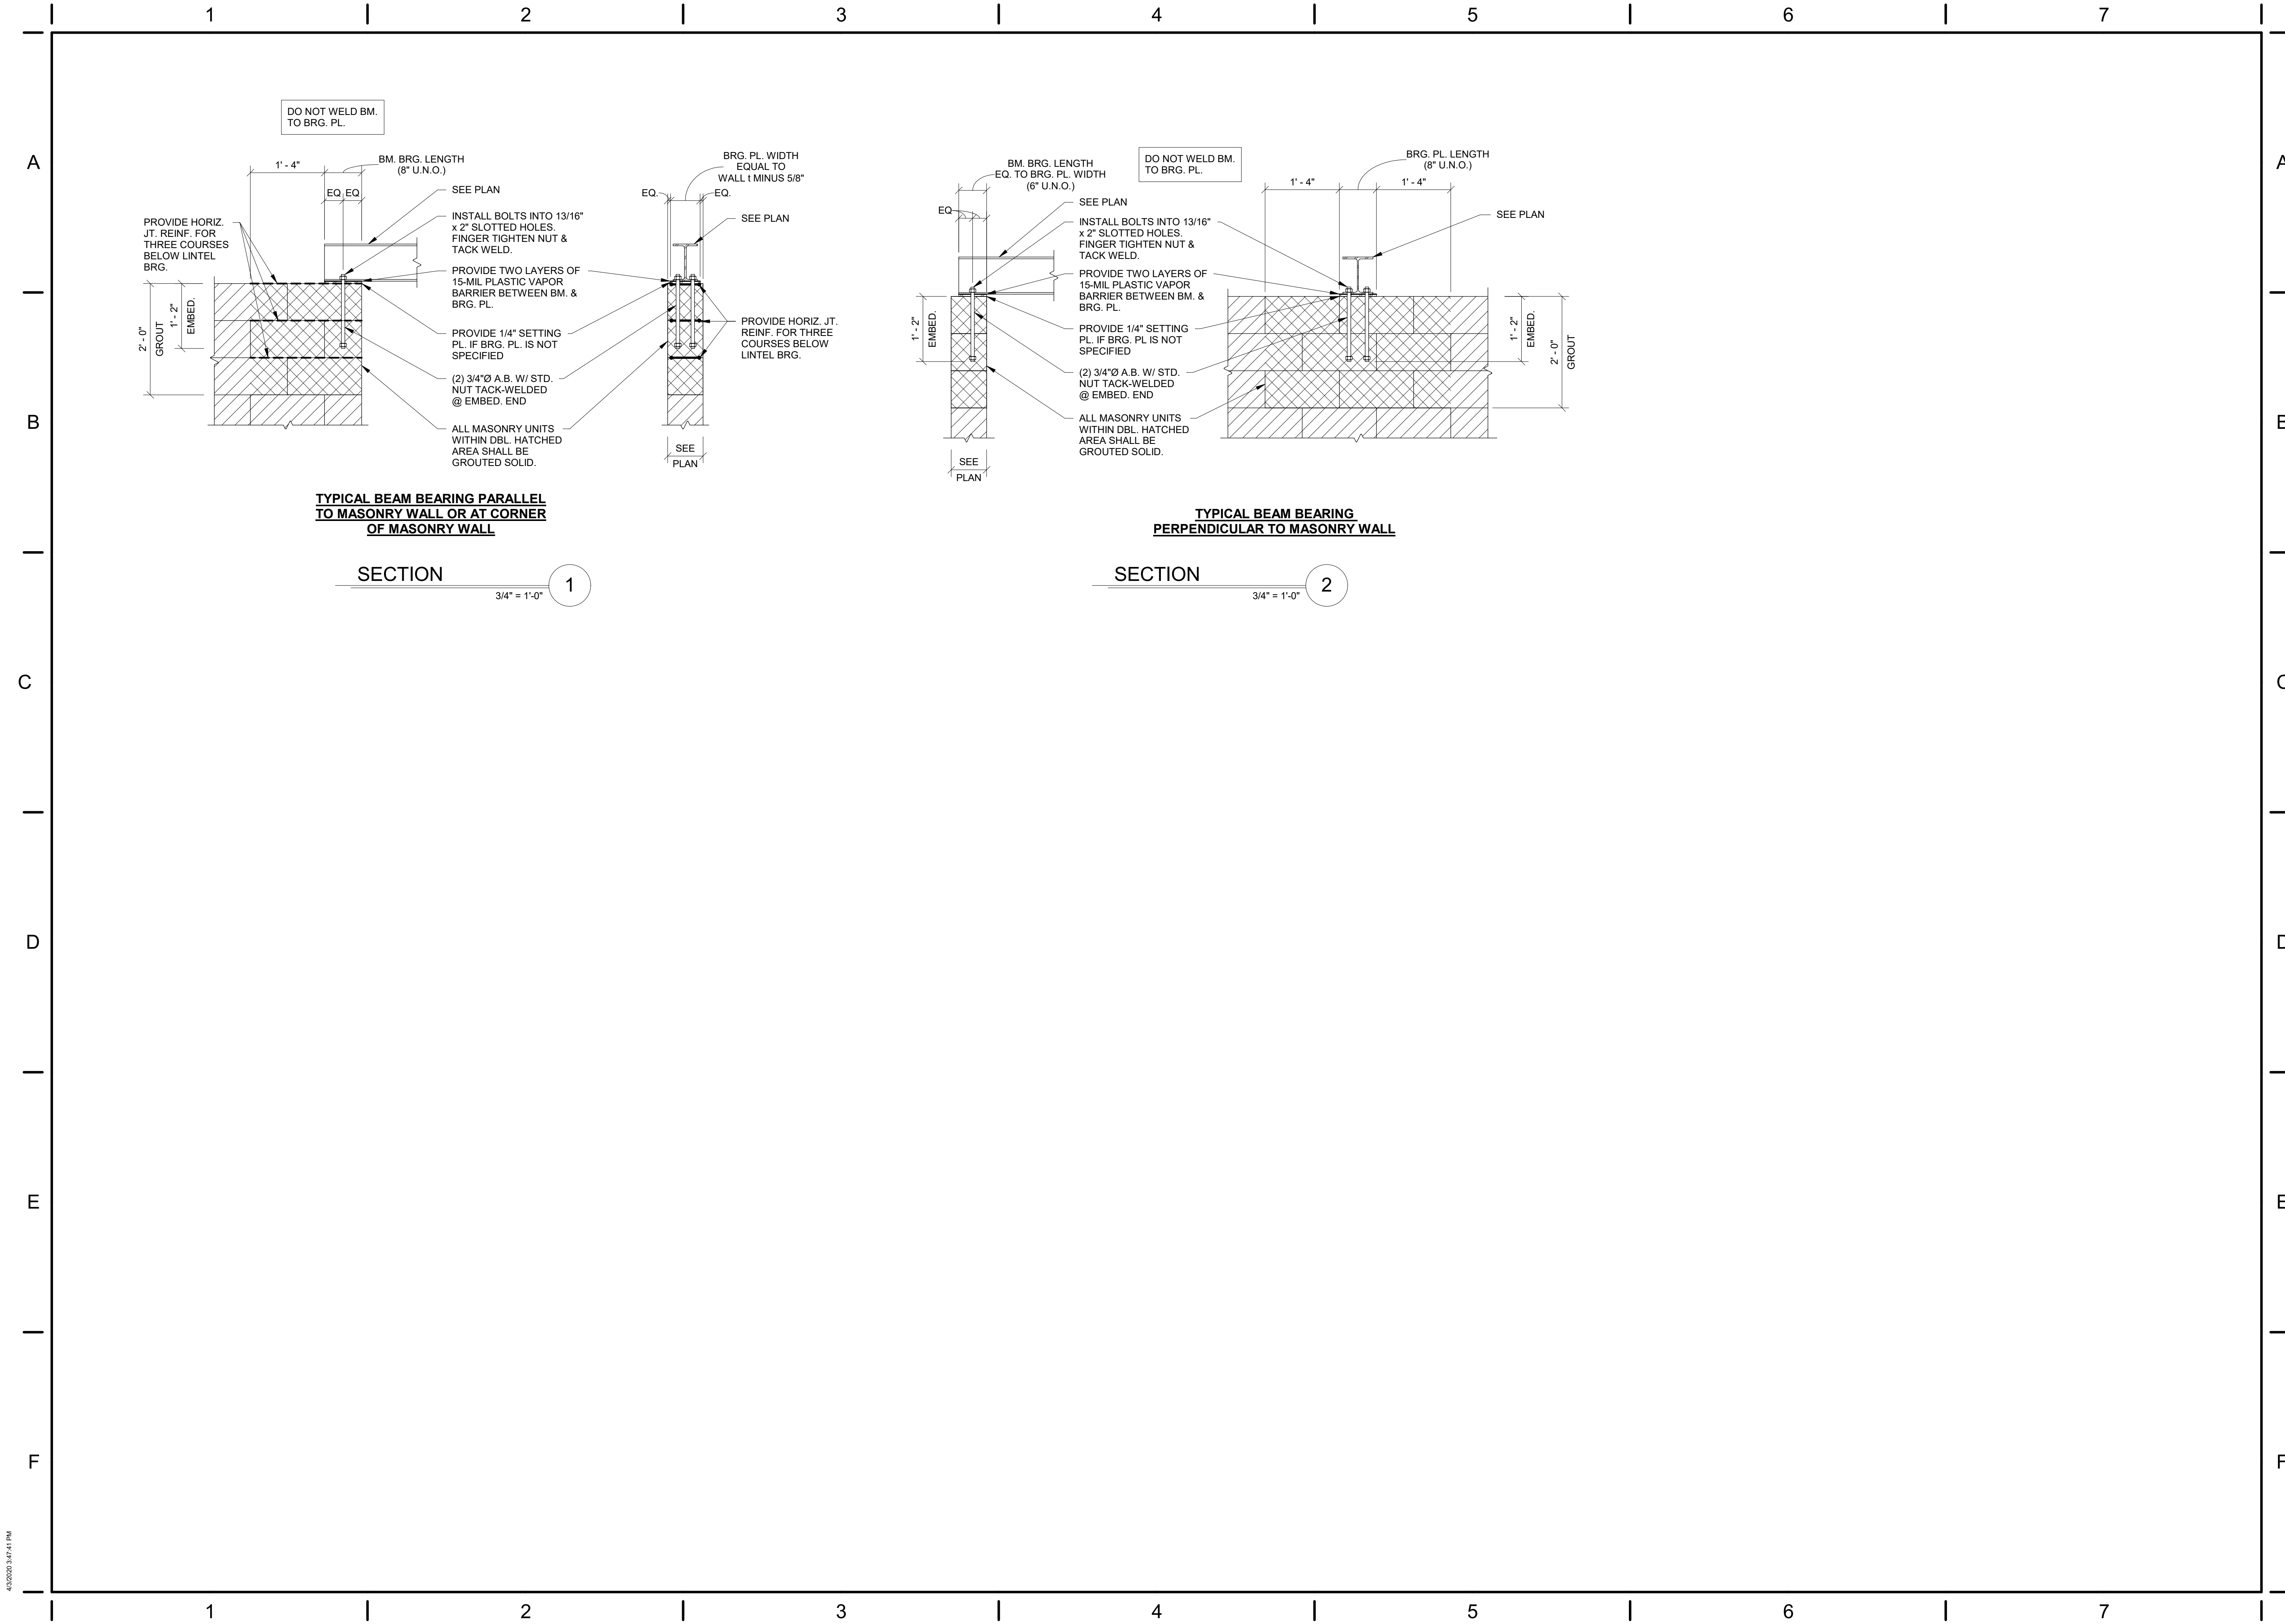 1 2 3 4 5 6 7
A
B
C
D
E
F
DO NOT WELD BM.
TO BRG. PL.
1' - 4"
BM. BRG. LENGTH
(8" U.N.O.)
EQ. EQ.
SEE PLAN
INSTALL BOLTS INTO 13/16"
x 2" SLOTTED HOLES.
FINGER TIGHTEN NUT &
TACK WELD.
PROVIDE HORIZ.
JT. REINF. FOR
THREE COURSES
BELOW LINTEL
BRG.
PROVIDE TWO LAYERS OF
15-MIL PLASTIC VAPOR
BARRIER BETWEEN BM. &
BRG. PL.
2' - 0"
GROUT
1' - 2"
EMBED.
PROVIDE 1/4" SETTING
PL. IF BRG. PL. IS NOT
SPECIFIED
(2) 3/4"Ø A.B. W/ STD.
NUT TACK-WELDED
@ EMBED. END
ALL MASONRY UNITS
WITHIN DBL. HATCHED
AREA SHALL BE
GROUTED SOLID.
BRG. PL. WIDTH
EQUAL TO
WALL t MINUS 5/8"
EQ.
EQ.
SEE PLAN
PROVIDE HORIZ. JT.
REINF. FOR THREE
COURSES BELOW
LINTEL BRG.
SEE
PLAN
TYPICAL BEAM BEARING PARALLEL
TO MASONRY WALL OR AT CORNER
OF MASONRY WALL
SECTION
1
3/4" = 1'-0"
BM. BRG. LENGTH
EQ. TO BRG. PL. WIDTH
(6" U.N.O.)
EQ
DO NOT WELD BM.
TO BRG. PL.
SEE PLAN
INSTALL BOLTS INTO 13/16"
x 2" SLOTTED HOLES.
FINGER TIGHTEN NUT &
TACK WELD.
PROVIDE TWO LAYERS OF
15-MIL PLASTIC VAPOR
BARRIER BETWEEN BM. &
BRG. PL.
1' - 2"
EMBED.
PROVIDE 1/4" SETTING
PL. IF BRG. PL IS NOT
SPECIFIED
(2) 3/4"Ø A.B. W/ STD.
NUT TACK-WELDED
@ EMBED. END
ALL MASONRY UNITS
WITHIN DBL. HATCHED
AREA SHALL BE
GROUTED SOLID.
SEE
PLAN
BRG. PL. LENGTH
(8" U.N.O.)
1' - 4"
1' - 4"
SEE PLAN
1' - 2"
EMBED.
2' - 0"
GROUT
TYPICAL BEAM BEARING
PERPENDICULAR TO MASONRY WALL
SECTION
2
3/4" = 1'-0"
A
B
C
D
E
F
4/3/2020 3:47:41 PM
1 2 3 4 5 6 7